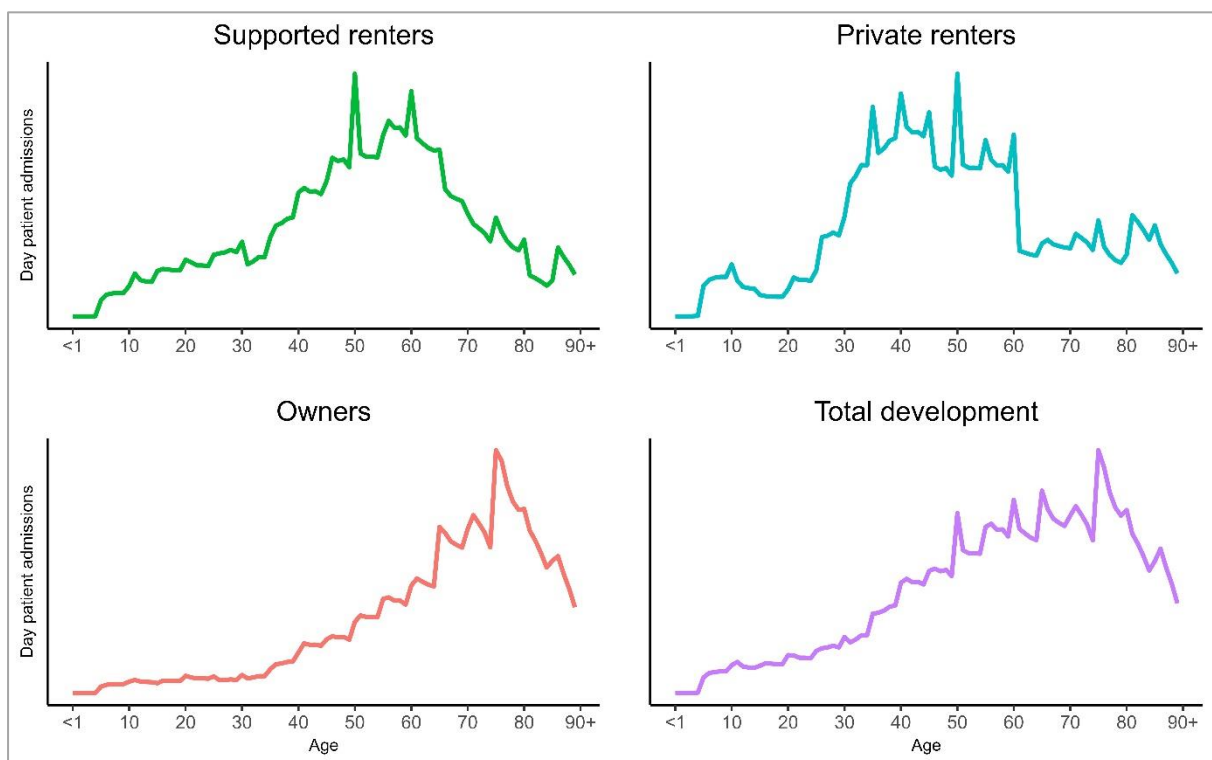 Supported renters
Private renters
Day patient admissions
<1 10 20 30 40 50 60 70 80 90+
<1 10 20 30 40 50 60 70 80 90+
Owners
Total development
Day patient admissions
<1 10 20 30 40 50 60 70 80 90+
<1 10 20 30 40 50 60 70 80 90+
Age
Age